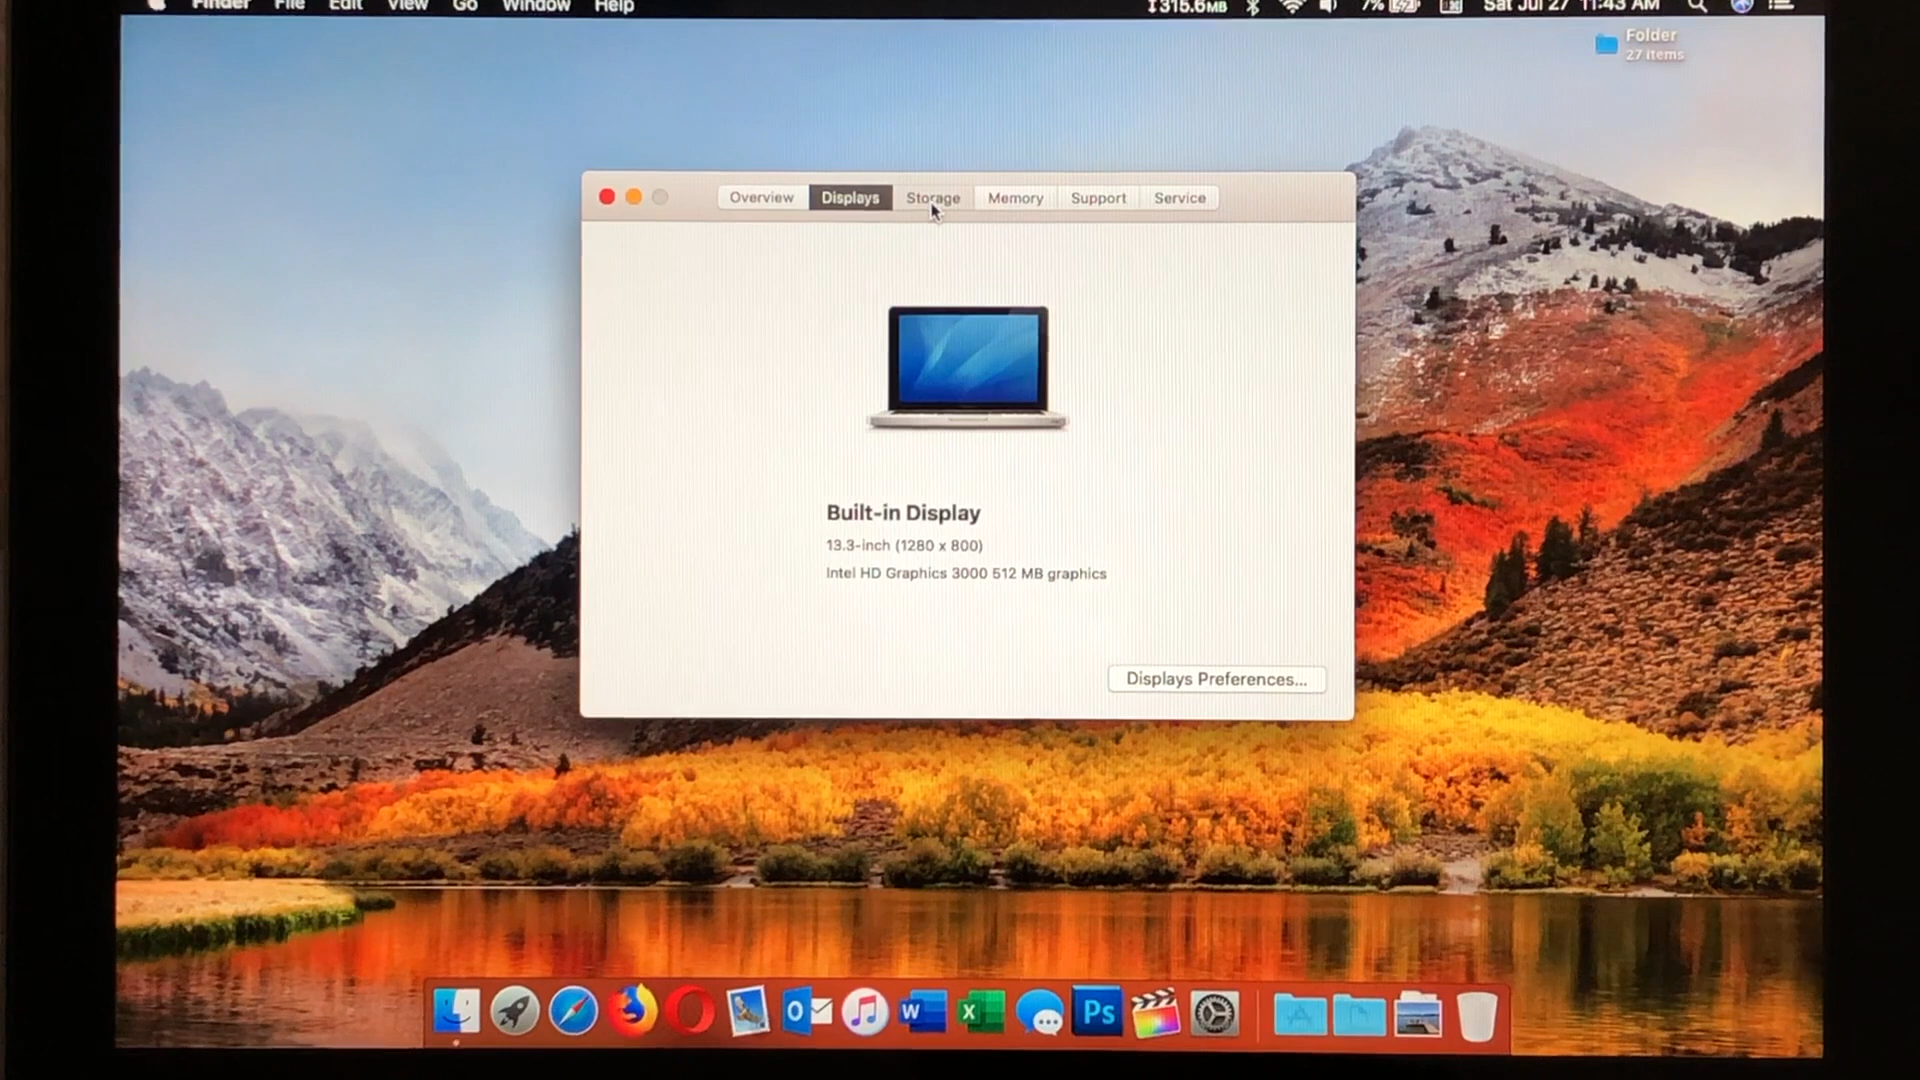 Finder File Edit View Go Window Help
315.6MB 7% Sat Jul 27 11:43 AM
Folder
27 items
Overview Displays Storage Memory Support Service
Built-in Display
13.3-inch (1280 x 800)
Intel HD Graphics 3000 512 MB graphics
Displays Preferences...
O W X Ps